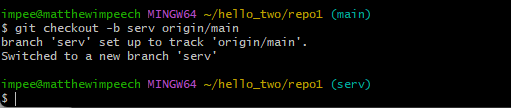 impee@matthewimpeech MINGW64 ~/hello_two/repo1 (main)
$ git checkout -b serv origin/main
branch 'serv' set up to track 'origin/main'.
Switched to a new branch 'serv'
impee@matthewimpeech MINGW64 ~/hello_two/repo1 (serv)
$